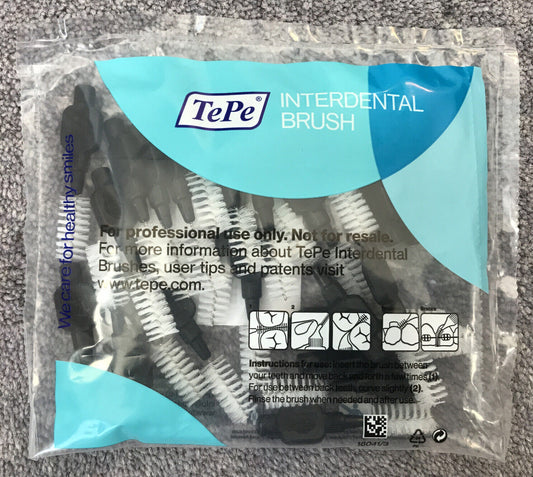 TePe®
INTERDENTAL
BRUSH
We care for healthy smiles
For professional use only. Not for resale.
For more information about TePe Interdental
Brushes, user tips and patents visit
www.tepe.com.
2
Instructions for use: Insert the brush between
your teeth and move back and forth a few times (1).
For use between back teeth, curve slightly (2).
Rinse the brush when needed and after use.